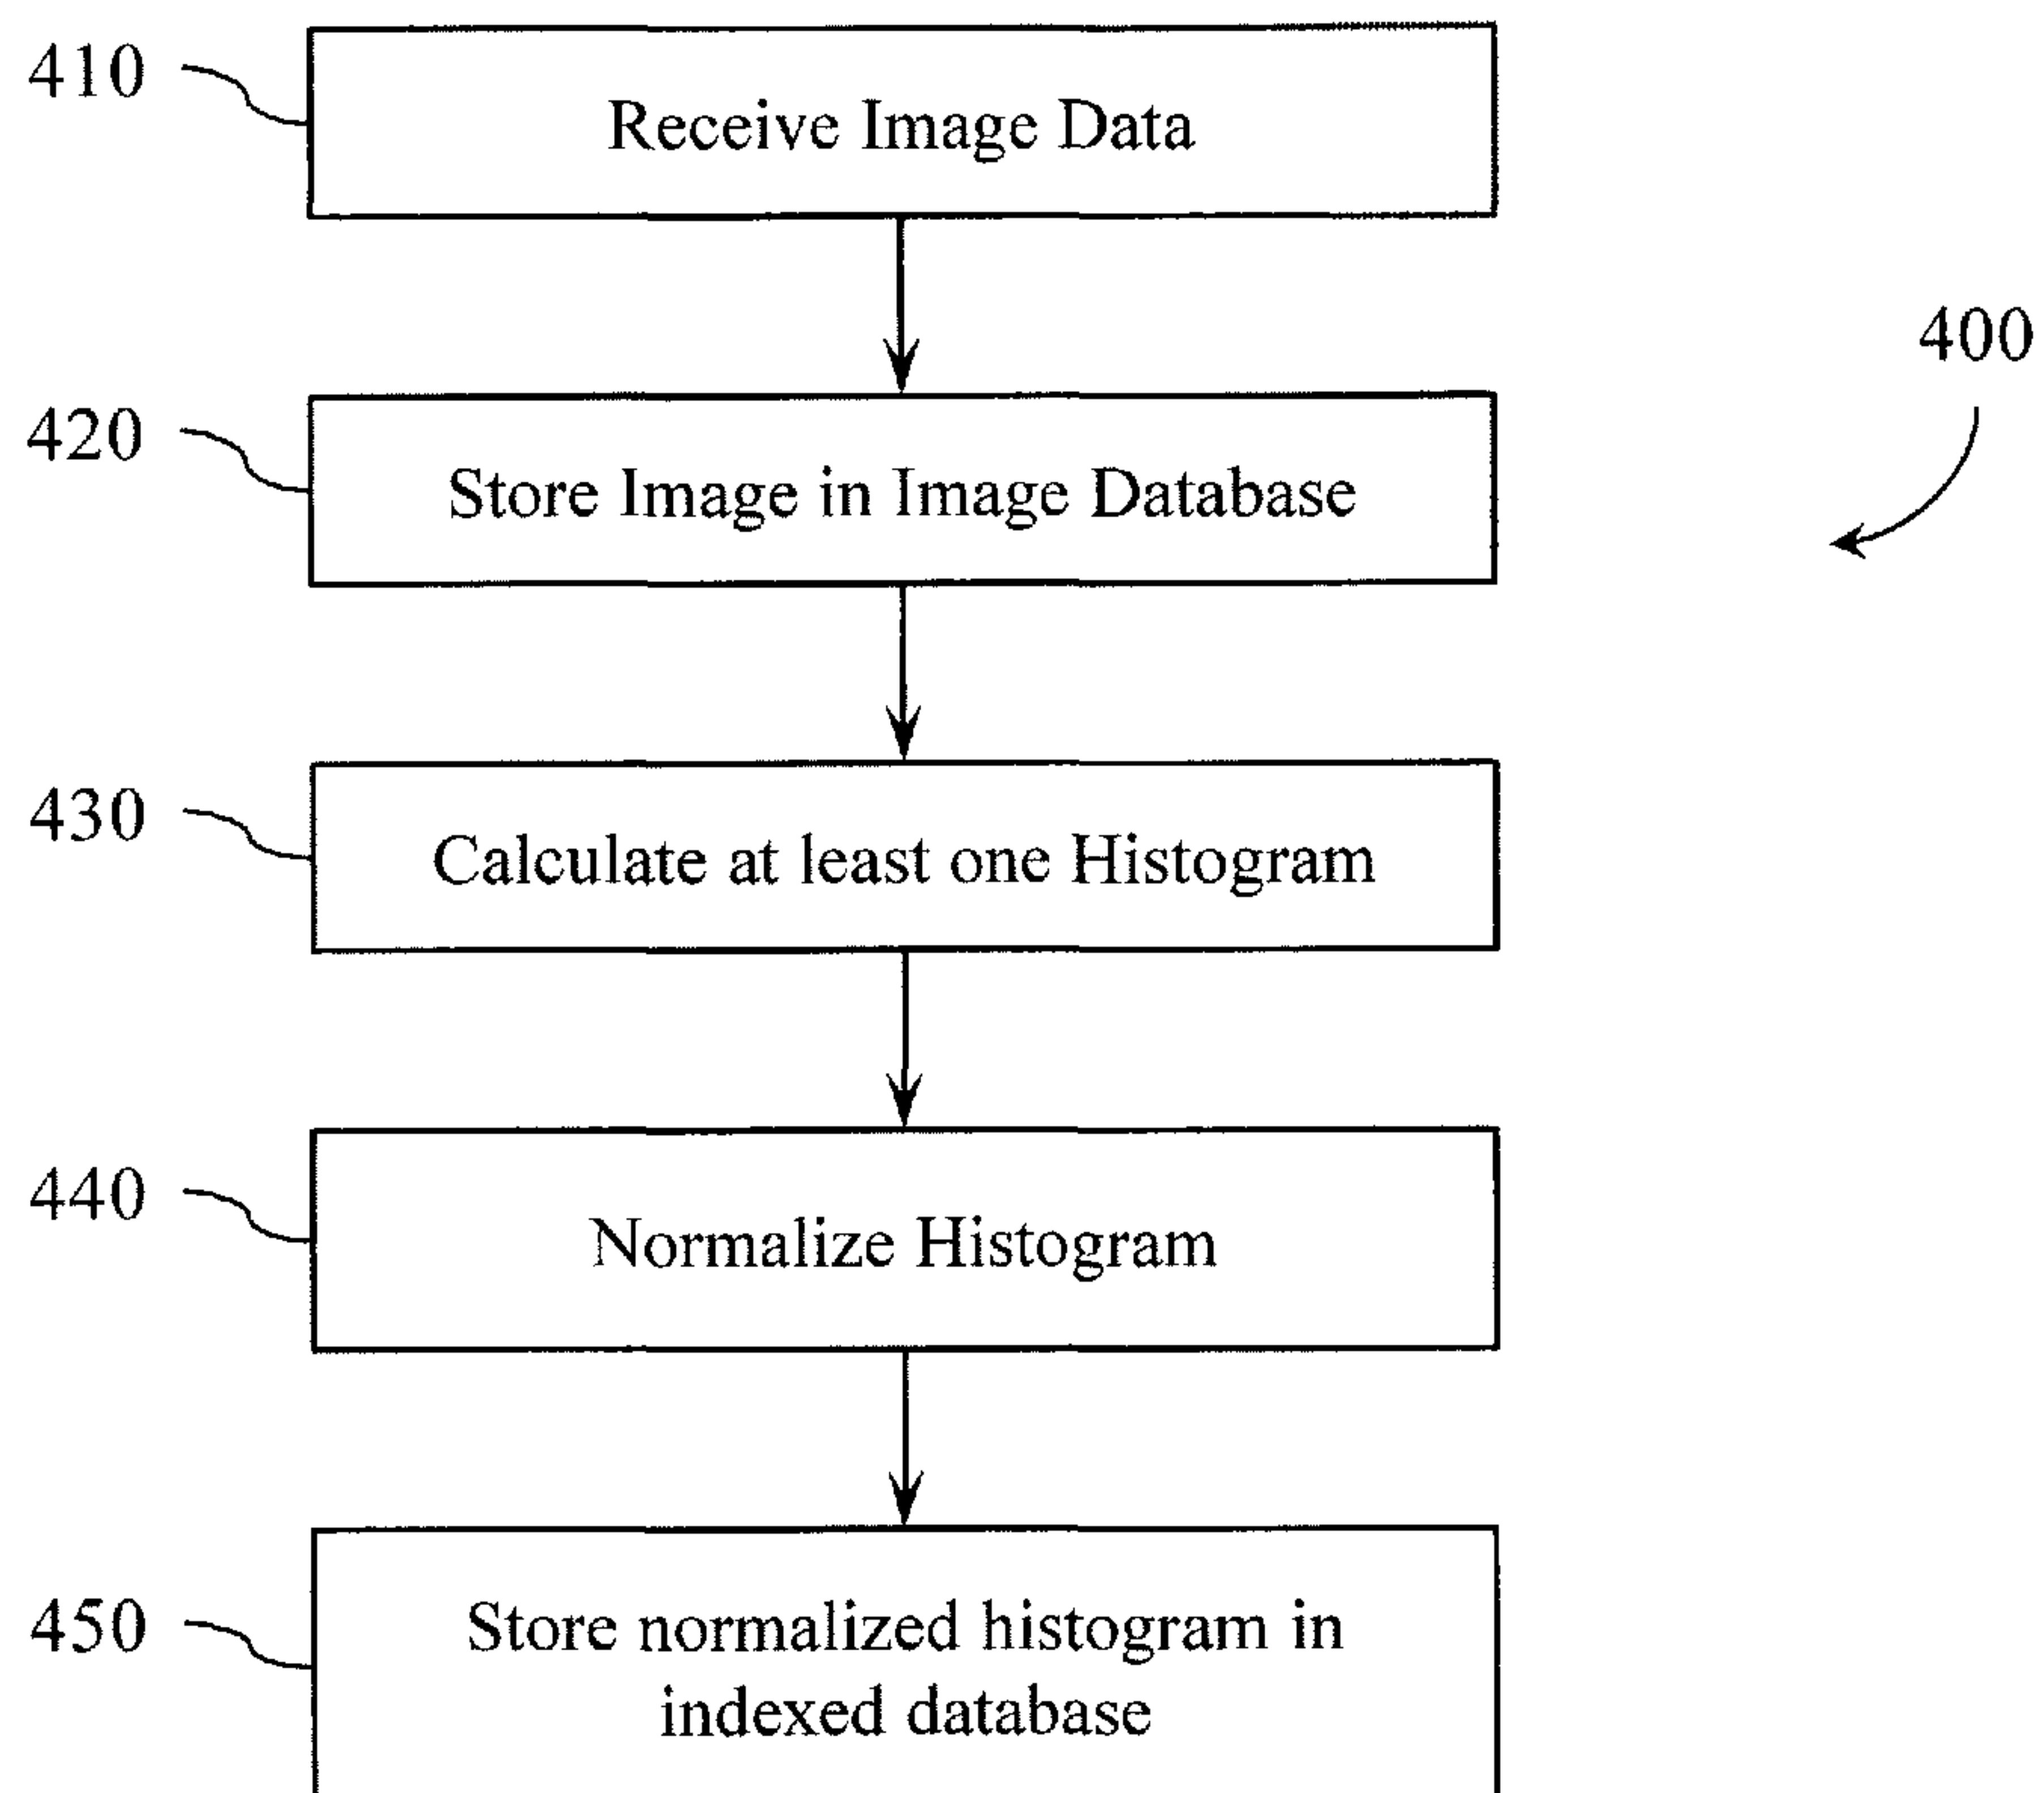 410
Receive Image Data
400
420
Store Image in Image Database
430
Calculate at least one Histogram
440
Normalize Histogram
450
Store normalized histogram in
indexed database